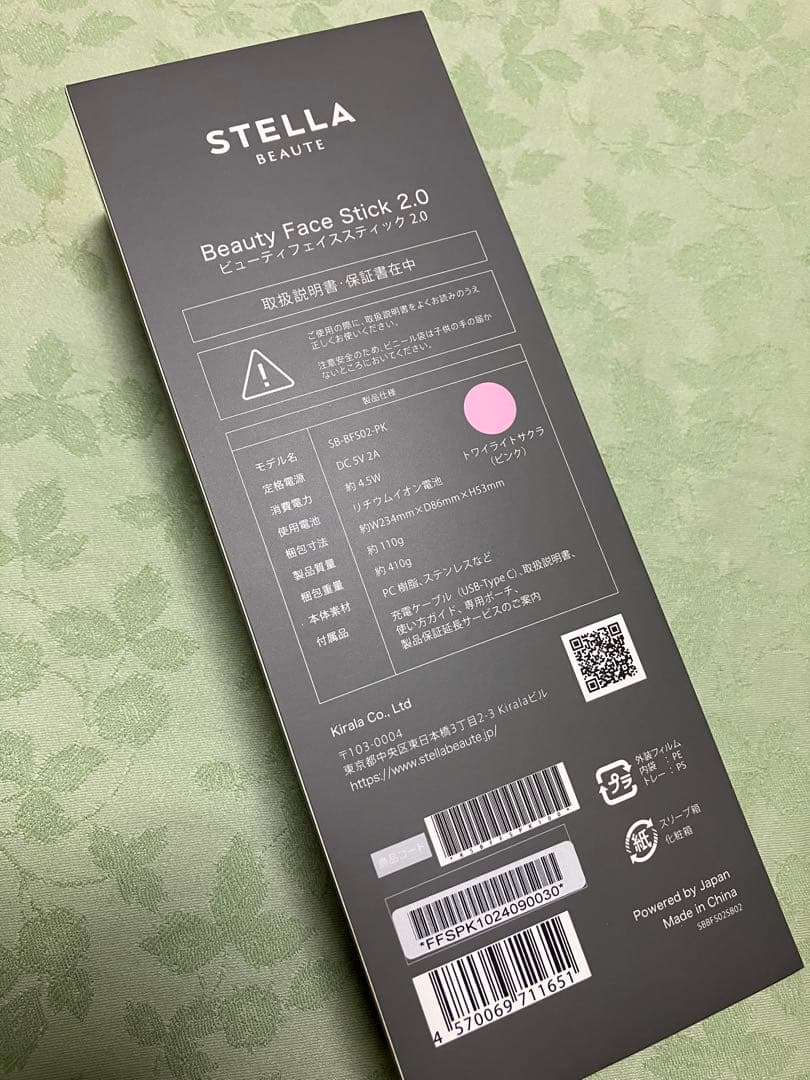 STELLA
BEAUTE
Beauty Face Stick 2.0
ビューティフェイススティック 2.0
取扱説明書・保証書在中
ご使用の際に、取扱説明書をよくお読みのうえ
正しくお使いください。
注意安全のため、ビニール袋は子供の手の届か
ないところにおいてください。
製品仕様
モデル名 SB-BFS02-PK
定格電源 DC 5V 2A
消費電力 約 4.5W
使用電池 リチウムイオン電池
梱包寸法 約W234mm×D86mm×H53mm
製品質量 約 110g
梱包重量 約 410g
本体素材 PC 樹脂、ステンレスなど
付属品 充電ケーブル（USB-Type C）、取扱説明書、
使い方ガイド、専用ポーチ、
製品保証延長サービスのご案内
トワイライトサクラ
（ピンク）
Kirala Co., Ltd
〒103-0004
東京都中央区東日本橋3丁目2-3 Kiralaビル
https://www.stellabeaute.jp/
プラ
外装フィルム
内袋 : PE
トレー : PS
紙
スリーブ箱
化粧箱
商品コード
*FFSPK1024090030*
4 570069 711651
Powered by Japan
Made in China
SBBFS02SB02